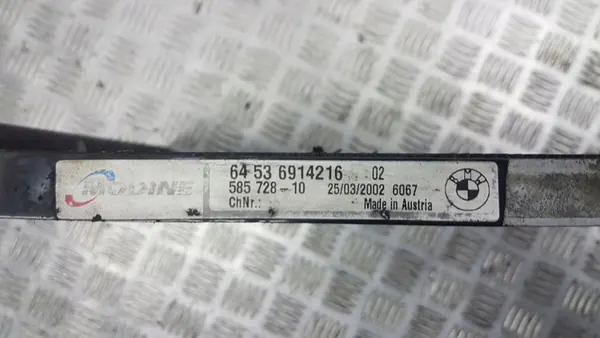 MODINE
64 53 6914216 02
585 728-10 25/03/2002 6067
ChNr.: Made in Austria
BMW